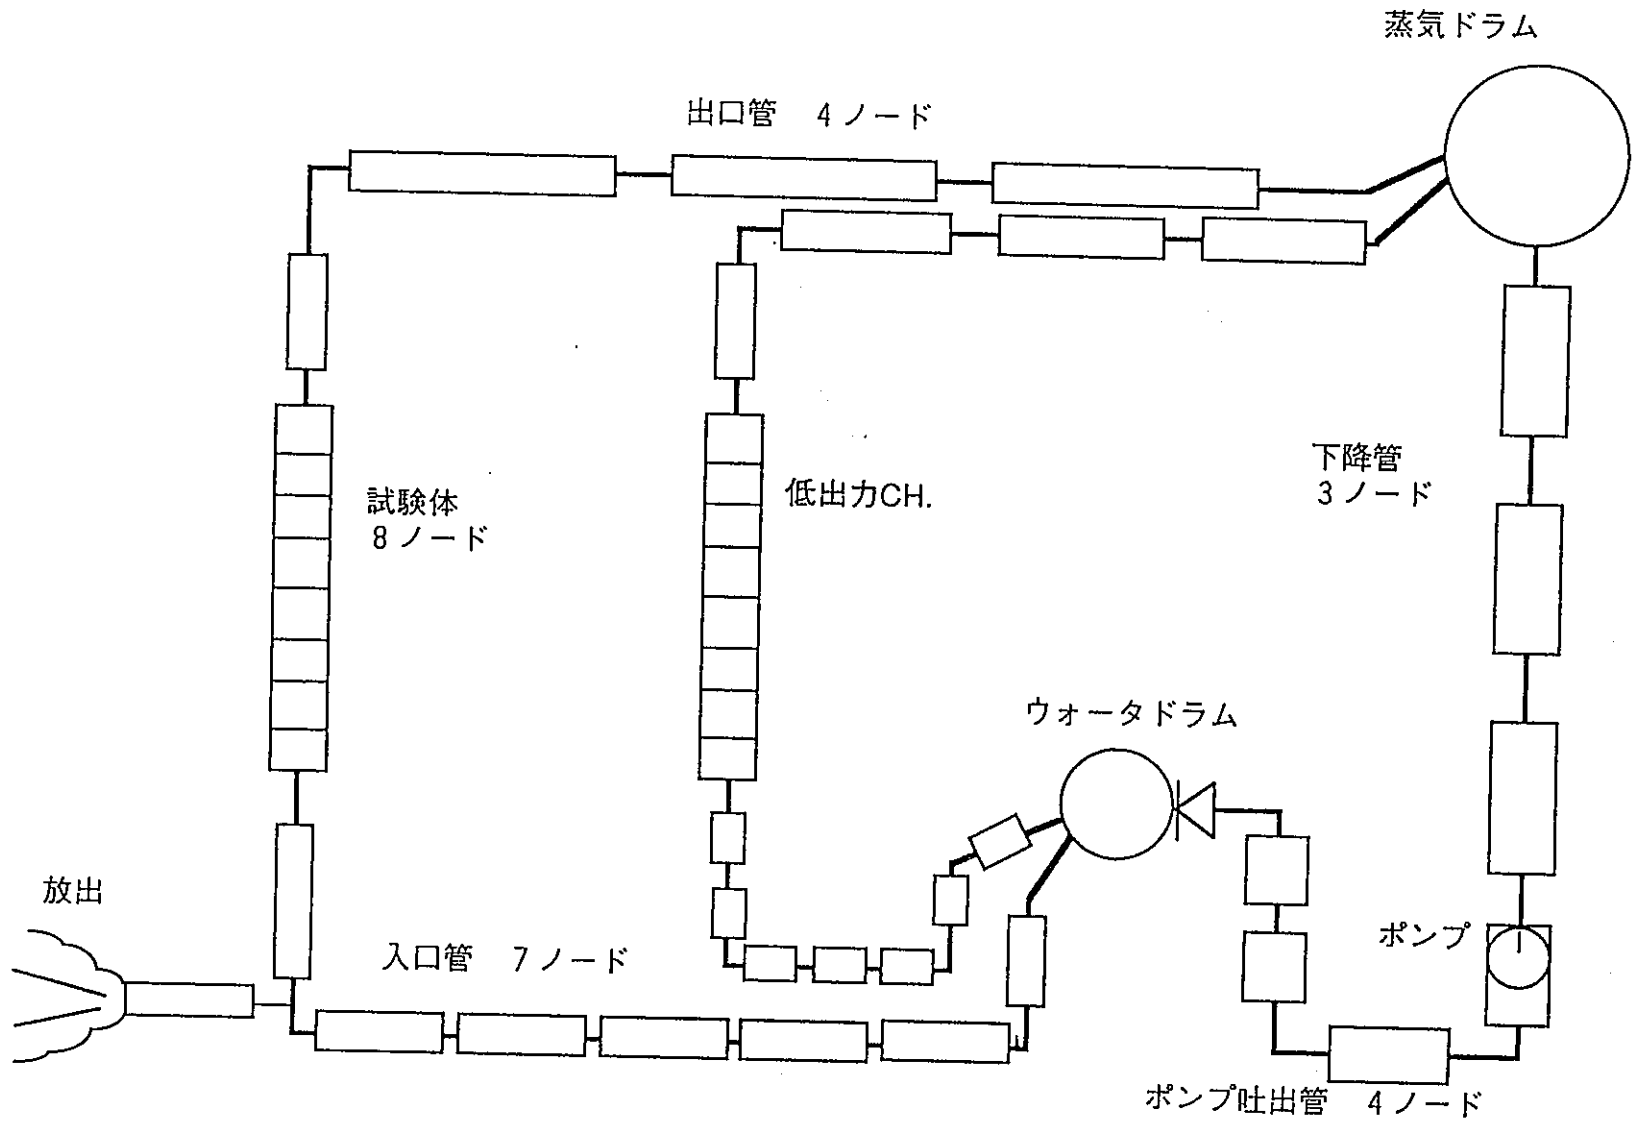 蒸気ドラム
出口管 4ノード
下降管
3ノード
試験体
8ノード
低出力CH.
ウォータドラム
放出
入口管 7ノード
ポンプ
ポンプ吐出管 4ノード